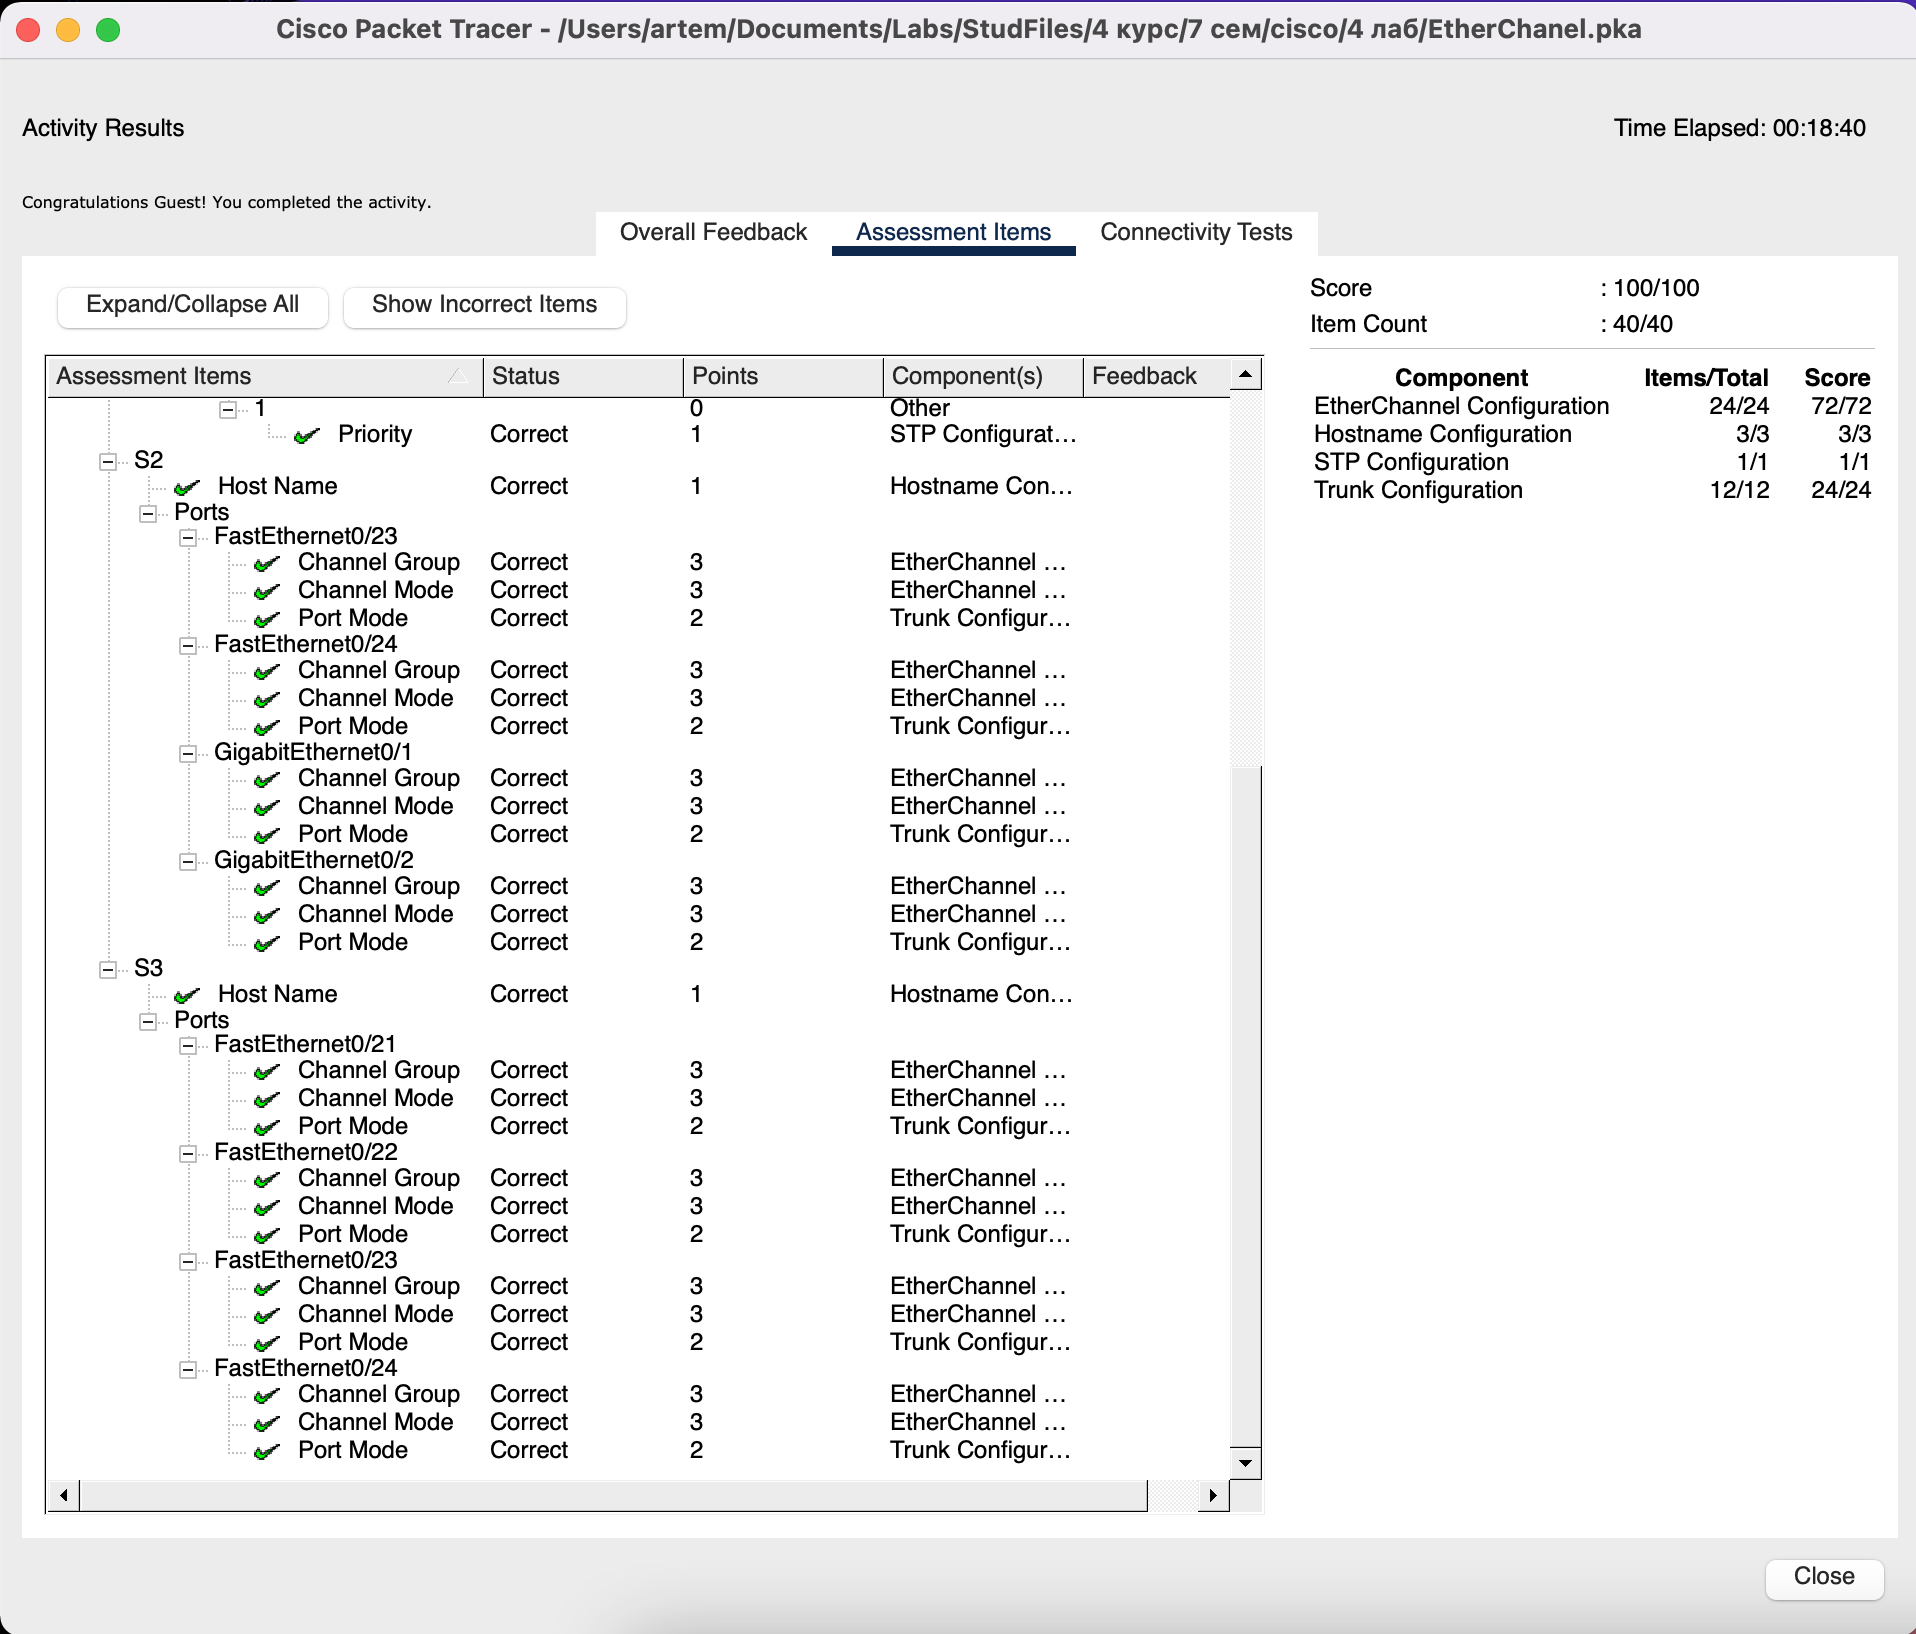 Cisco Packet Tracer - /Users/artem/Documents/Labs/StudFiles/4 курс/7 сем/cisco/4 лаб/EtherChanel.pka
Activity Results
Time Elapsed: 00:18:40
Congratulations Guest! You completed the activity.
Overall Feedback Assessment Items Connectivity Tests
Expand/Collapse All Show Incorrect Items
Assessment Items Status Points Component(s) Feedback
1 0 Other
Priority Correct 1 STP Configurat...
S2
Host Name Correct 1 Hostname Con...
Ports
FastEthernet0/23
Channel Group Correct 3 EtherChannel ...
Channel Mode Correct 3 EtherChannel ...
Port Mode Correct 2 Trunk Configur...
FastEthernet0/24
Channel Group Correct 3 EtherChannel ...
Channel Mode Correct 3 EtherChannel ...
Port Mode Correct 2 Trunk Configur...
GigabitEthernet0/1
Channel Group Correct 3 EtherChannel ...
Channel Mode Correct 3 EtherChannel ...
Port Mode Correct 2 Trunk Configur...
GigabitEthernet0/2
Channel Group Correct 3 EtherChannel ...
Channel Mode Correct 3 EtherChannel ...
Port Mode Correct 2 Trunk Configur...
S3
Host Name Correct 1 Hostname Con...
Ports
FastEthernet0/21
Channel Group Correct 3 EtherChannel ...
Channel Mode Correct 3 EtherChannel ...
Port Mode Correct 2 Trunk Configur...
FastEthernet0/22
Channel Group Correct 3 EtherChannel ...
Channel Mode Correct 3 EtherChannel ...
Port Mode Correct 2 Trunk Configur...
FastEthernet0/23
Channel Group Correct 3 EtherChannel ...
Channel Mode Correct 3 EtherChannel ...
Port Mode Correct 2 Trunk Configur...
FastEthernet0/24
Channel Group Correct 3 EtherChannel ...
Channel Mode Correct 3 EtherChannel ...
Port Mode Correct 2 Trunk Configur...
Score : 100/100
Item Count : 40/40
Component Items/Total Score
EtherChannel Configuration 24/24 72/72
Hostname Configuration 3/3 3/3
STP Configuration 1/1 1/1
Trunk Configuration 12/12 24/24
Close